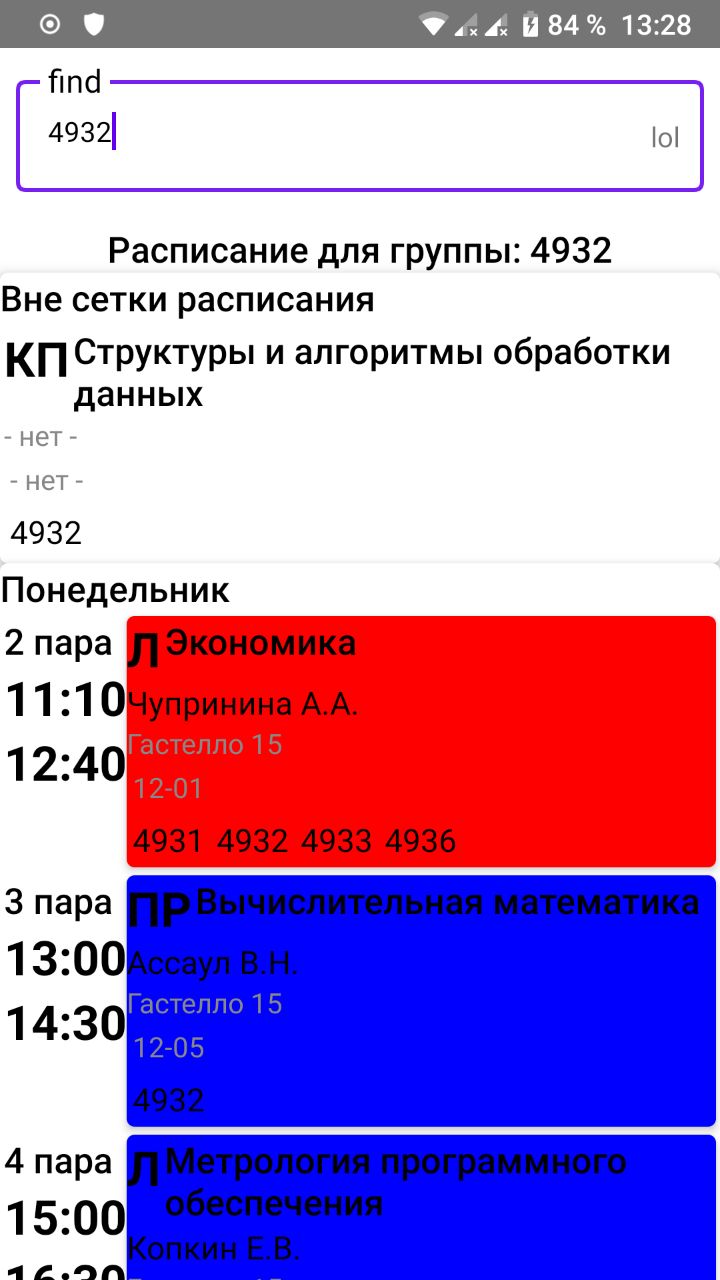 84 % 13:28
find
4932
lol
Расписание для группы: 4932
Вне сетки расписания
КП Структуры и алгоритмы обработки
данных
- нет -
- нет -
4932
Понедельник
2 пара
11:10
12:40
Л Экономика
Чупринина А.А.
Гастелло 15
12-01
4931 4932 4933 4936
3 пара
13:00
14:30
ПР Вычислительная математика
Ассаул В.Н.
Гастелло 15
12-05
4932
4 пара
15:00
16:30
Л Метрология программного
обеспечения
Копкин Е.В.